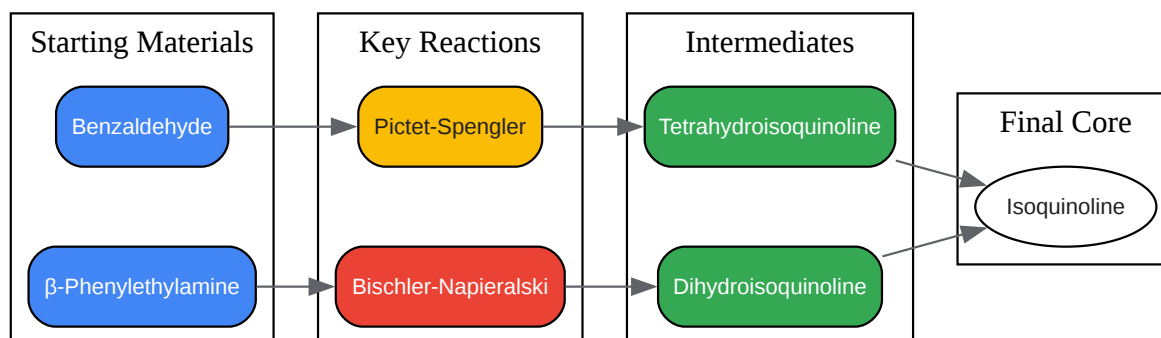 Starting Materials
Key Reactions
Intermediates
Final Core
Benzaldehyde
Pictet-Spengler
Tetrahydroisoquinoline
Isoquinoline
β-Phenylethylamine
Bischler-Napieralski
Dihydroisoquinoline